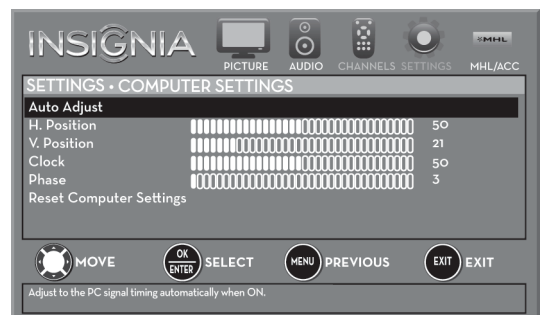 INSIGNIA
PICTURE AUDIO CHANNELS SETTINGS MHL MHL/ACC
SETTINGS • COMPUTER SETTINGS
Auto Adjust
H. Position 50
V. Position 21
Clock 50
Phase 3
Reset Computer Settings
MOVE OK ENTER SELECT MENU PREVIOUS EXIT EXIT
Adjust to the PC signal timing automatically when ON.